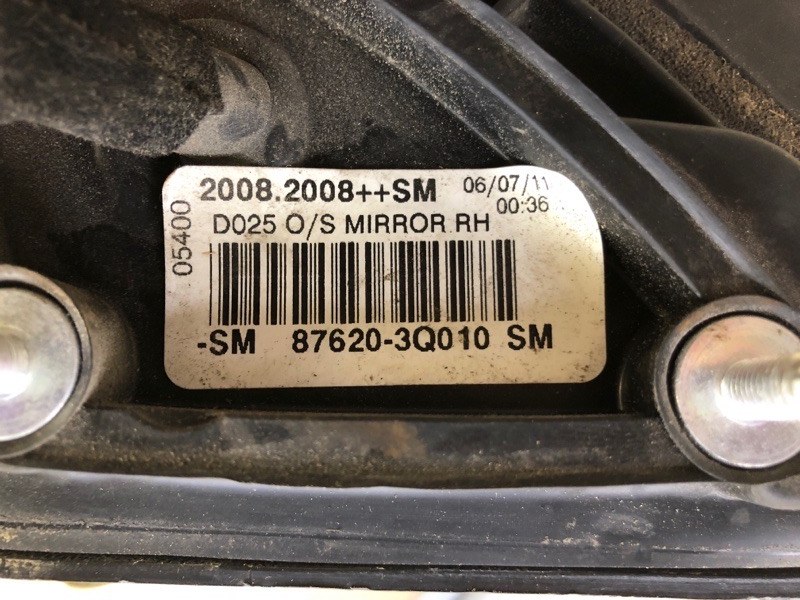 2008.2008++SM 06/07/11
00:36
05400
D025 O/S MIRROR RH
-SM 87620-3Q010 SM